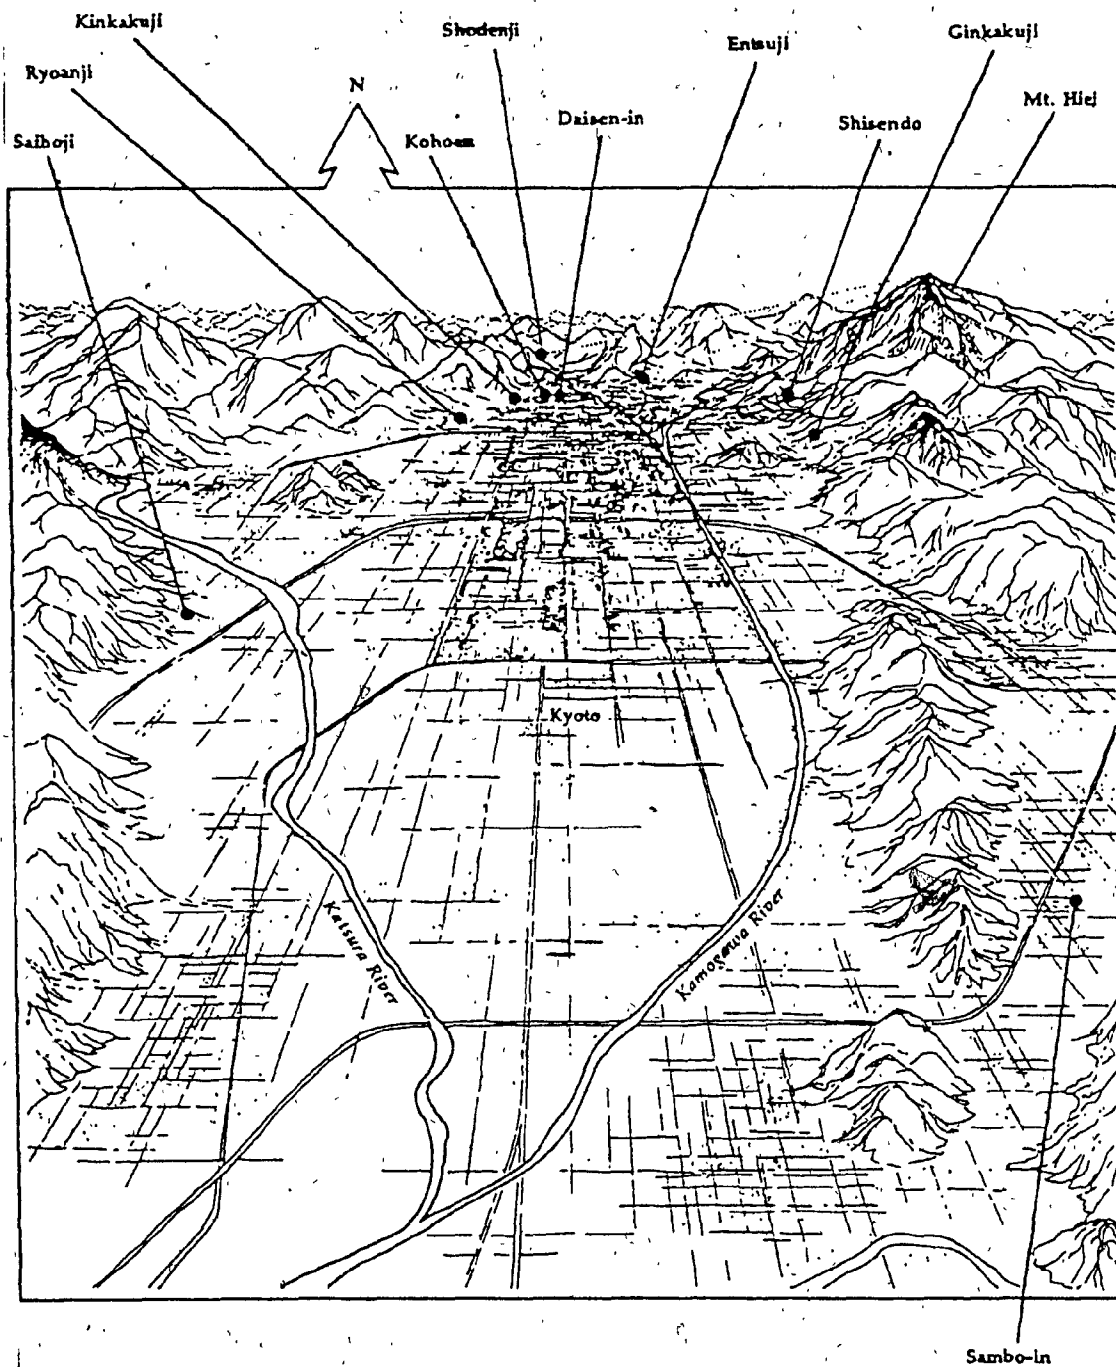 Kinkakuji
Shodenji
Entsuji
Ginkakuji
Ryoanji
N
Mt. Hiei
Daisen-in
Shisendo
Saihoji
Kohoan
Kyoto
Katsura River
Kamogawa River
Sambo-in